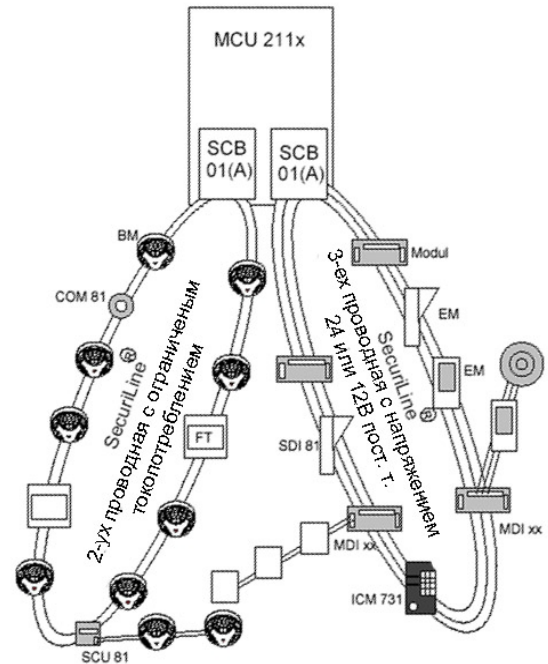 MCU 211x
SCB
01(A)
SCB
01(A)
BM
COM 81
SecuriLine ®
2-ух проводная с ограниченым
токопотреблением
FT
SCU 81
Modul
EM
3-ех проводная с напряжением
24 или 12В пост. т.
SecuriLine ®
EM
SDI 81
MDI xx
MDI xx
ICM 731